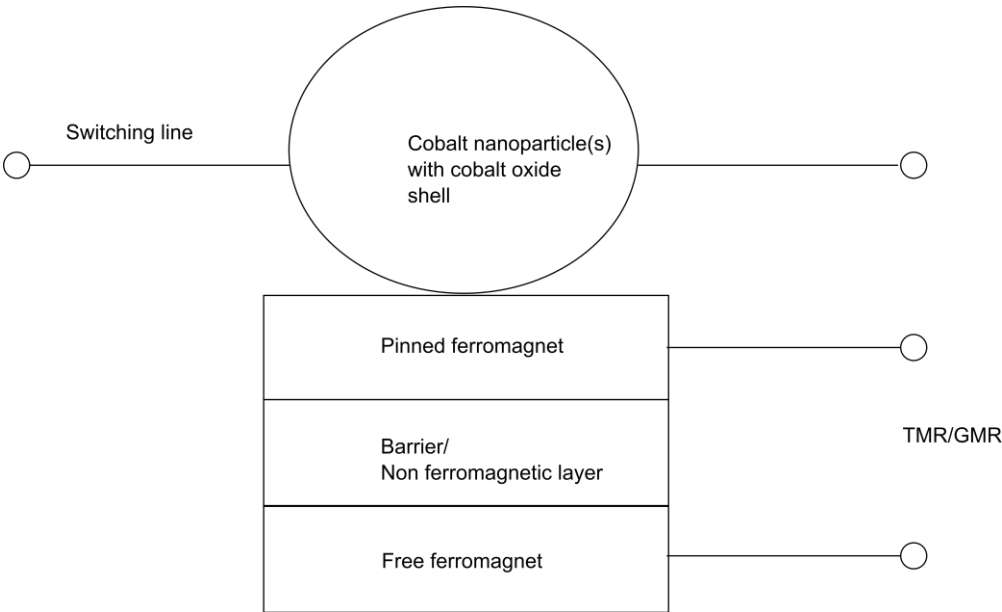 Switching line
Cobalt nanoparticle(s)
with cobalt oxide
shell
Pinned ferromagnet
TMR/GMR
Barrier/
Non ferromagnetic layer
Free ferromagnet